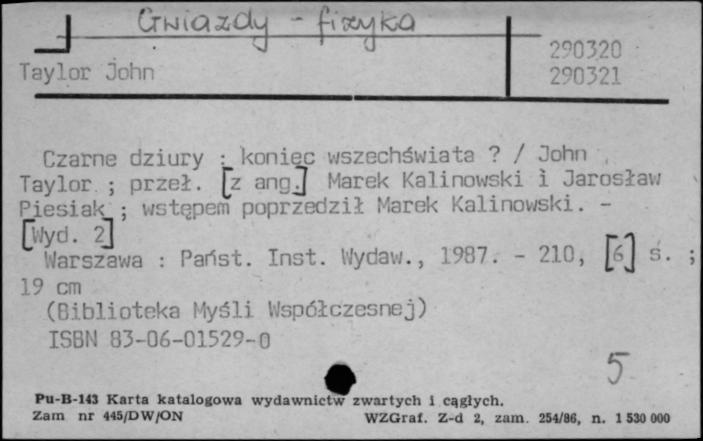 Gwiazdy - fizyka
290320
Taylor John
290321
Czarne dziury : koniec wszechświata ? / John
Taylor ; przeł. [z ang.] Marek Kalinowski i Jarosław
Piesiak ; wstępem poprzedził Marek Kalinowski. -
[Wyd. 2]
Warszawa : Państ. Inst. Wydaw., 1987. - 210, [6] s. ;
19 cm
(Biblioteka Myśli Współczesnej)
ISBN 83-06-01529-0
5
Pu-B-143 Karta katalogowa wydawnictw zwartych i ciągłych.
Zam nr 445/DW/ON WZGraf. Z-d 2, zam. 254/86, n. 1 530 000